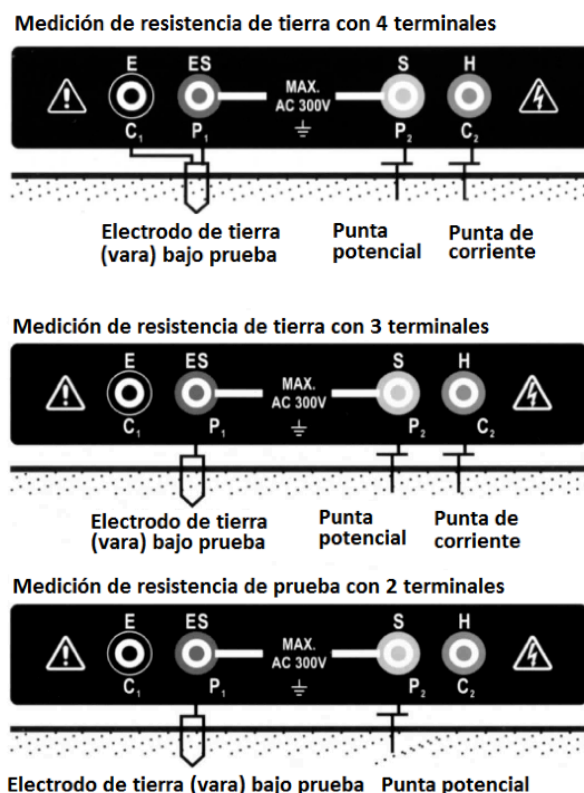 Medición de resistencia de tierra con 4 terminales
E ES S H
MAX.
AC 300V
C₁ P₁ P₂ C₂
Electrodo de tierra Punta Punta de
(vara) bajo prueba potencial corriente
Medición de resistencia de tierra con 3 terminales
E ES S H
MAX.
AC 300V
C₁ P₁ P₂ C₂
Electrodo de tierra Punta Punta de
(vara) bajo prueba potencial corriente
Medición de resistencia de prueba con 2 terminales
E ES S H
MAX.
AC 300V
C₁ P₁ P₂ C₂
Electrodo de tierra (vara) bajo prueba Punta potencial